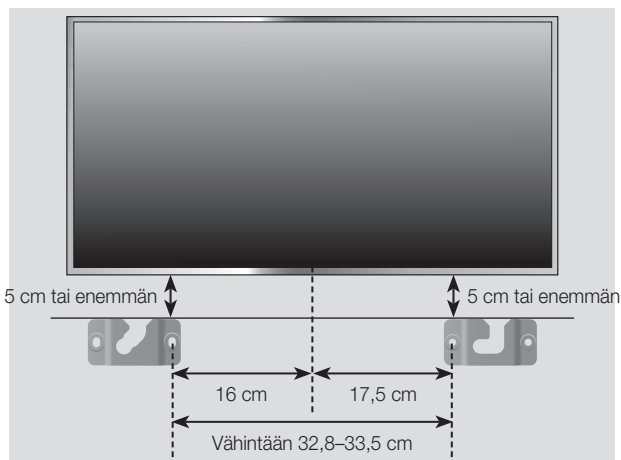 5 cm tai enemmän
5 cm tai enemmän
16 cm
17,5 cm
Vähintään 32,8–33,5 cm